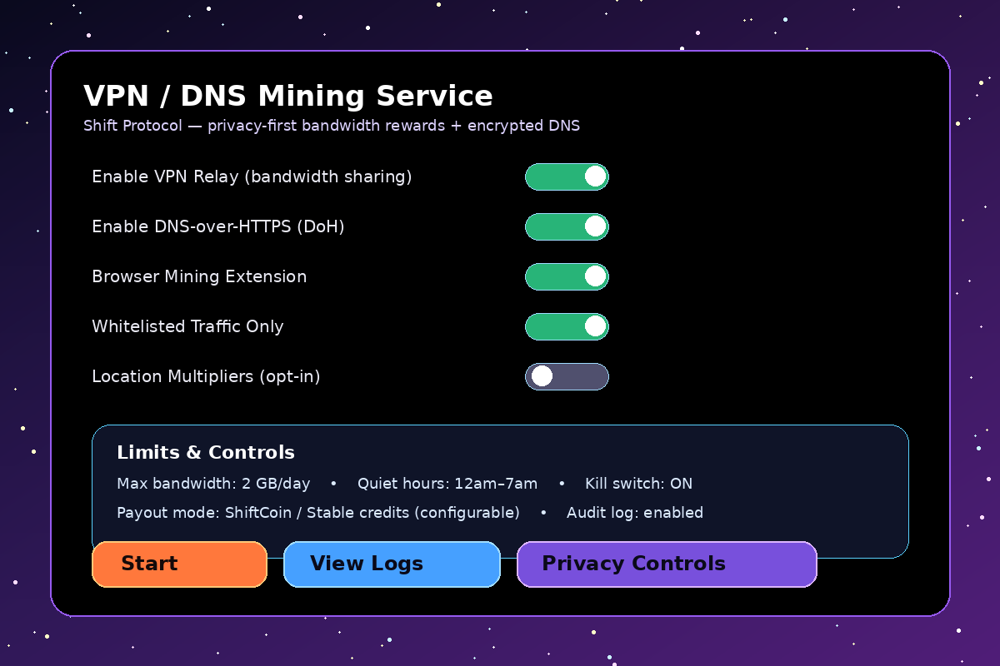 VPN / DNS Mining Service
Shift Protocol — privacy-first bandwidth rewards + encrypted DNS
Enable VPN Relay (bandwidth sharing)
Enable DNS-over-HTTPS (DoH)
Browser Mining Extension
Whitelisted Traffic Only
Location Multipliers (opt-in)
Limits & Controls
Max bandwidth: 2 GB/day • Quiet hours: 12am–7am • Kill switch: ON
Payout mode: ShiftCoin / Stable credits (configurable) • Audit log: enabled
Start View Logs Privacy Controls